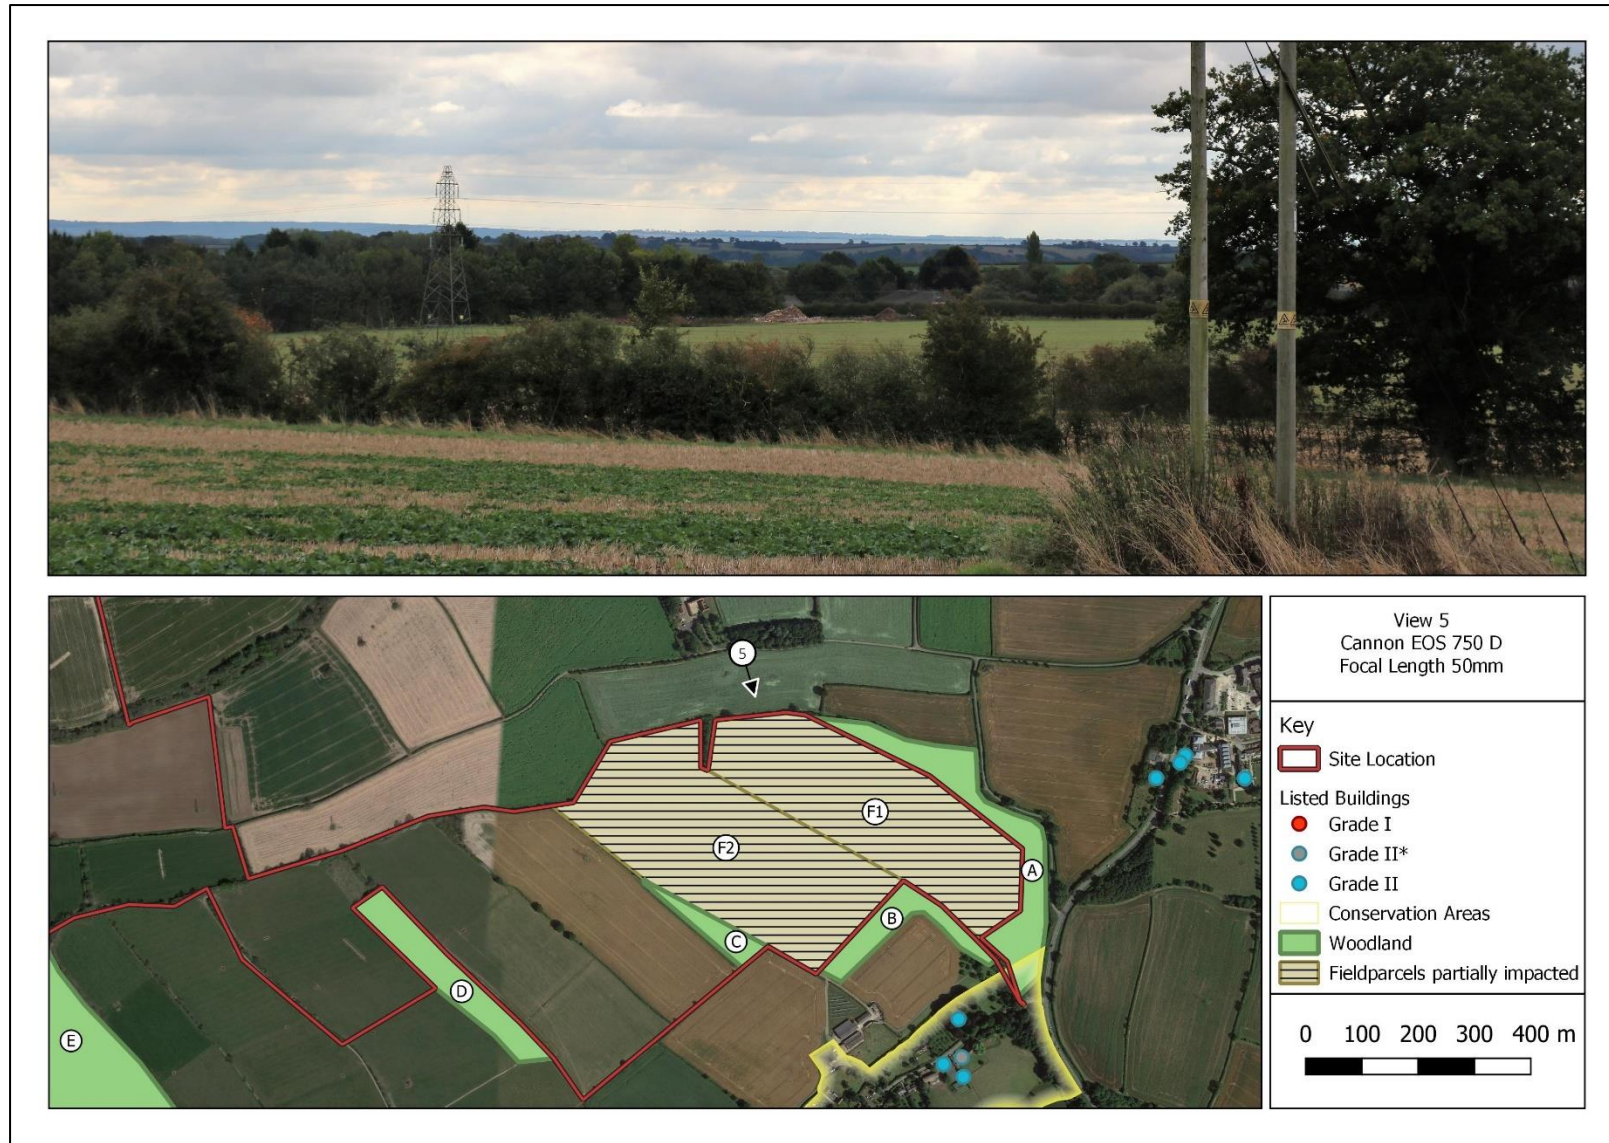 5
F1
F2
A
B
C
D
E
View 5
Cannon EOS 750 D
Focal Length 50mm
Key
Site Location
Listed Buildings
Grade I
Grade II*
Grade II
Conservation Areas
Woodland
Fieldparcels partially impacted
0 100 200 300 400 m